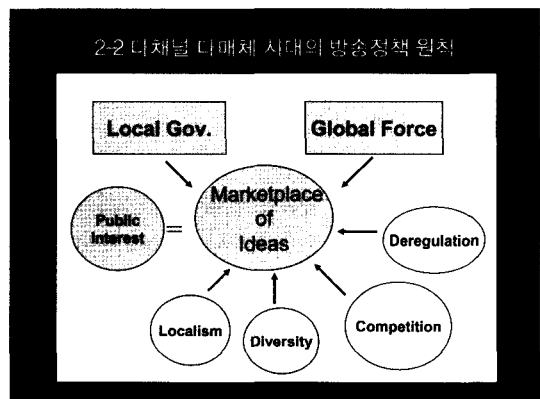 2-2 다채널 다매체 시대의 방송정책 원칙
Local Gov.
Global Force
Marketplace
of
Ideas
Public
Interest
=
Deregulation
Localism
Diversity
Competition